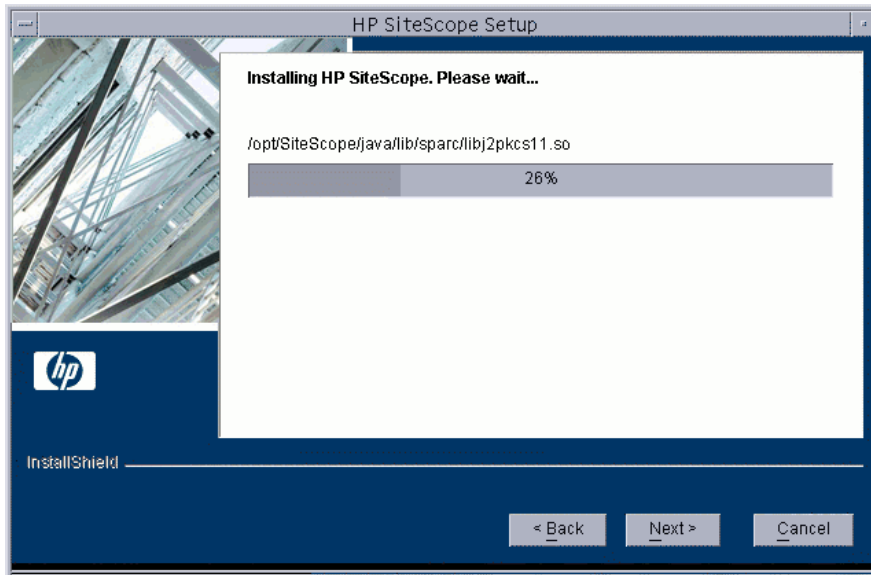 HP SiteScope Setup
Installing HP SiteScope. Please wait...
/opt/SiteScope/java/lib/sparc/libj2pkcs11.so
26%
hp
InstallShield
< Back Next > Cancel